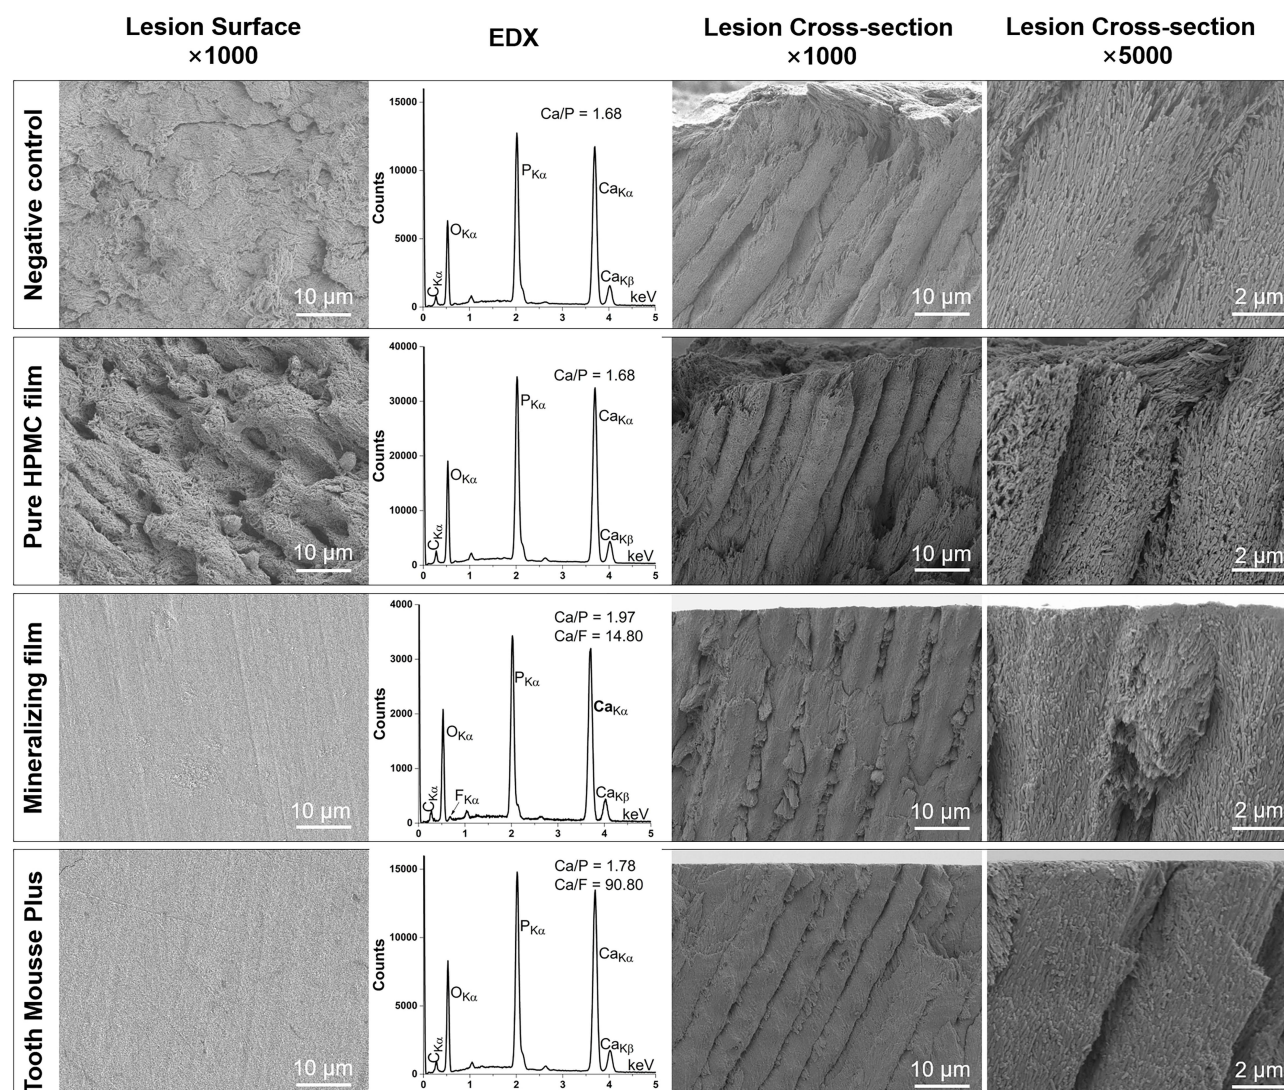 Lesion Surface
×1000
EDX
Lesion Cross-section
×1000
Lesion Cross-section
×5000
Negative control
10 µm
Counts
15000
10000
5000
0
Ca/P = 1.68
CKα
OKα
PKα
CaKα
CaKβ
keV
0 1 2 3 4 5
10 µm
2 µm
Pure HPMC film
10 µm
Counts
40000
30000
20000
10000
0
Ca/P = 1.68
CKα
OKα
PKα
CaKα
CaKβ
keV
0 1 2 3 4 5
10 µm
2 µm
Mineralizing film
10 µm
Counts
4000
3000
2000
1000
0
Ca/P = 1.97
Ca/F = 14.80
CKα
OKα
FKα
PKα
CaKα
CaKβ
keV
0 1 2 3 4 5
10 µm
2 µm
Tooth Mousse Plus
10 µm
Counts
15000
10000
5000
0
Ca/P = 1.78
Ca/F = 90.80
CKα
OKα
PKα
CaKα
CaKβ
keV
0 1 2 3 4 5
10 µm
2 µm